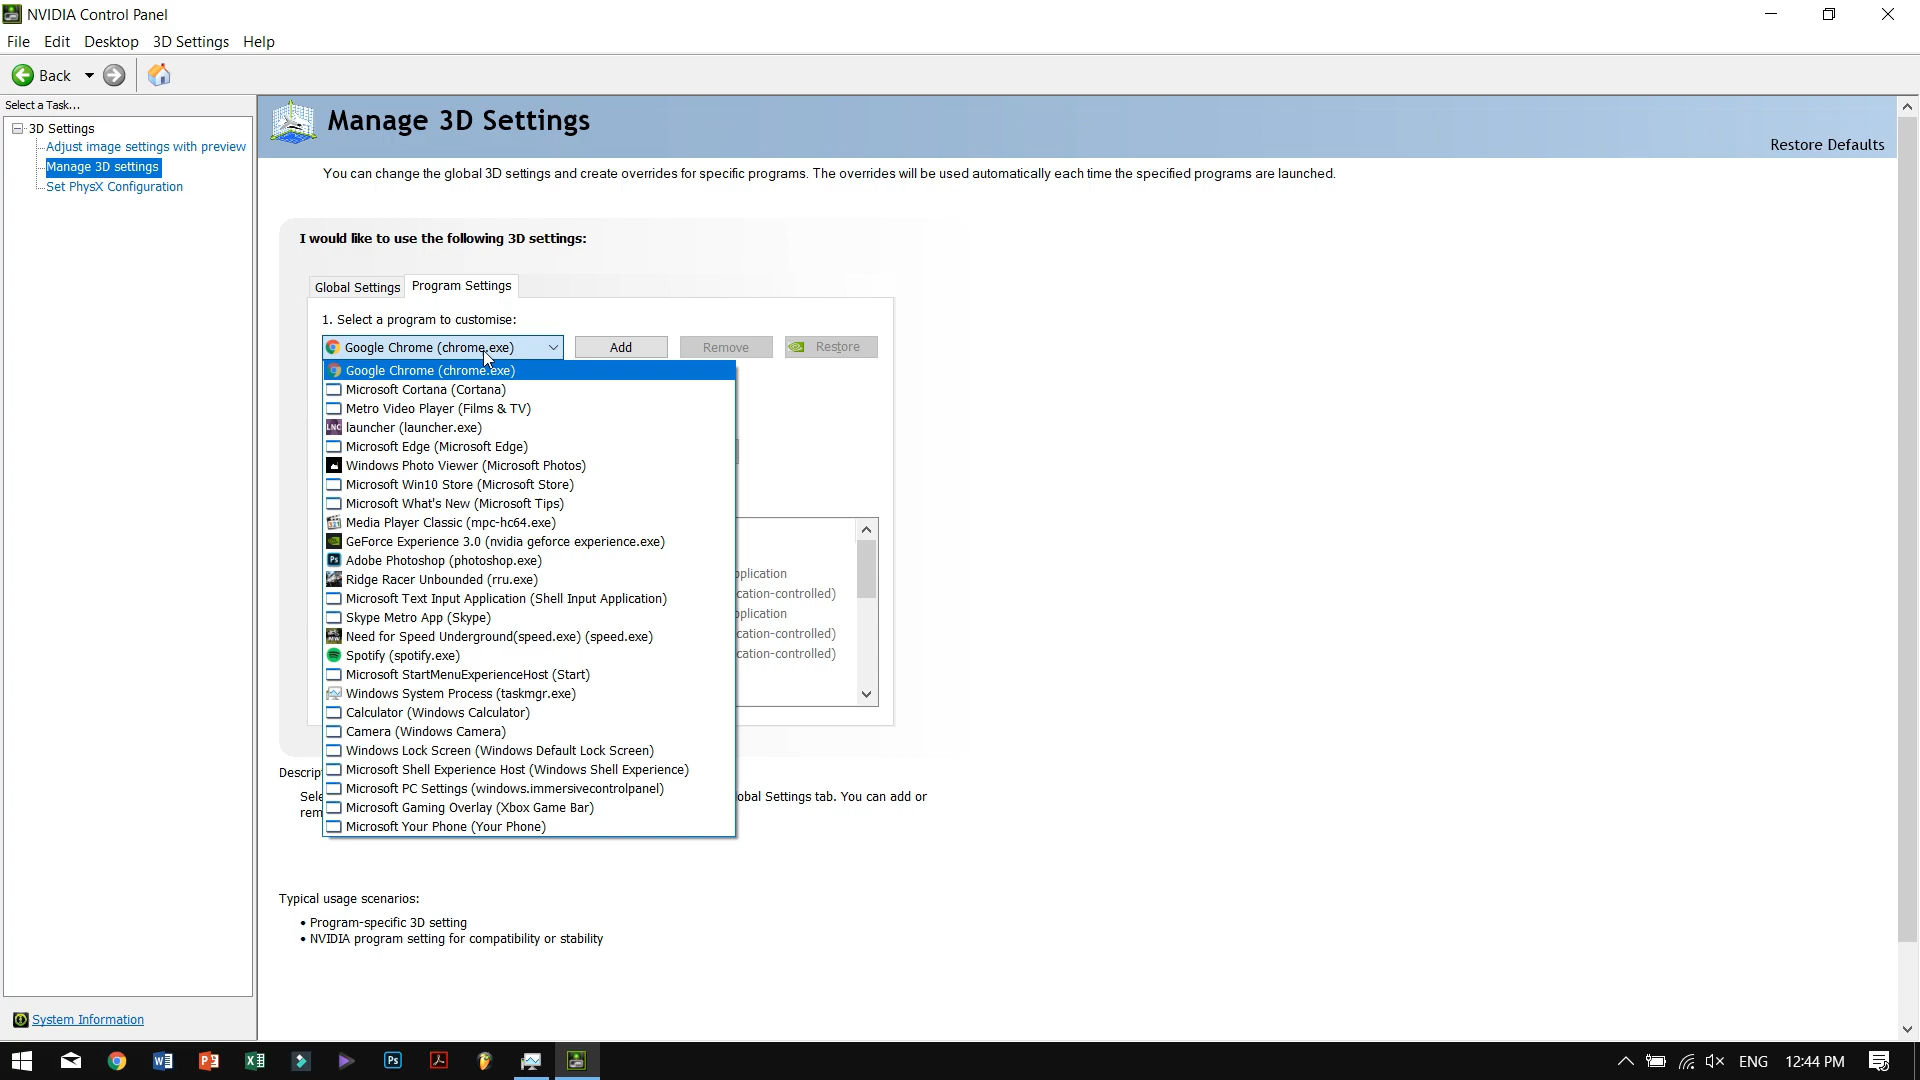 NVIDIA Control Panel
File Edit Desktop 3D Settings Help
Back
Select a Task...
3D Settings
Adjust image settings with preview
Manage 3D settings
Set PhysX Configuration
System Information
Manage 3D Settings
Restore Defaults
You can change the global 3D settings and create overrides for specific programs. The overrides will be used automatically each time the specified programs are launched.
I would like to use the following 3D settings:
Global Settings Program Settings
1. Select a program to customise:
Google Chrome (chrome.exe) Add Remove Restore
Google Chrome (chrome.exe)
Microsoft Cortana (Cortana)
Metro Video Player (Films & TV)
LNC launcher (launcher.exe)
Microsoft Edge (Microsoft Edge)
Windows Photo Viewer (Microsoft Photos)
Microsoft Win10 Store (Microsoft Store)
Microsoft What's New (Microsoft Tips)
Media Player Classic (mpc-hc64.exe)
GeForce Experience 3.0 (nvidia geforce experience.exe)
Ps Adobe Photoshop (photoshop.exe)
Ridge Racer Unbounded (rru.exe)
Microsoft Text Input Application (Shell Input Application)
Skype Metro App (Skype)
Need for Speed Underground(speed.exe) (speed.exe)
Spotify (spotify.exe)
Microsoft StartMenuExperienceHost (Start)
Windows System Process (taskmgr.exe)
Calculator (Windows Calculator)
Camera (Windows Camera)
Windows Lock Screen (Windows Default Lock Screen)
Microsoft Shell Experience Host (Windows Shell Experience)
Microsoft PC Settings (windows.immersivecontrolpanel)
Microsoft Gaming Overlay (Xbox Game Bar)
Microsoft Your Phone (Your Phone)
pplication
cation-controlled)
pplication
cation-controlled)
cation-controlled)
Descrip
Sele
obal Settings tab. You can add or
rem
Typical usage scenarios:
• Program-specific 3D setting
• NVIDIA program setting for compatibility or stability
Ps ENG 12:44 PM